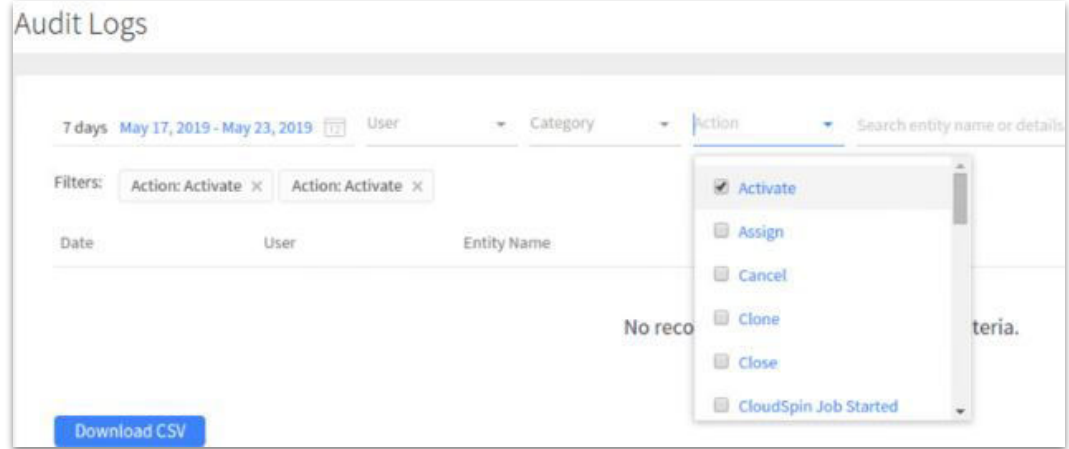 Audit Logs
7 days May 17, 2019 - May 23, 2019 12 User Category Action Search entity name or details
Filters: Action: Activate × Action: Activate ×
Activate
Date User Entity Name
Assign
Cancel
Clone
No reco teria.
Close
CloudSpin Job Started
Download CSV